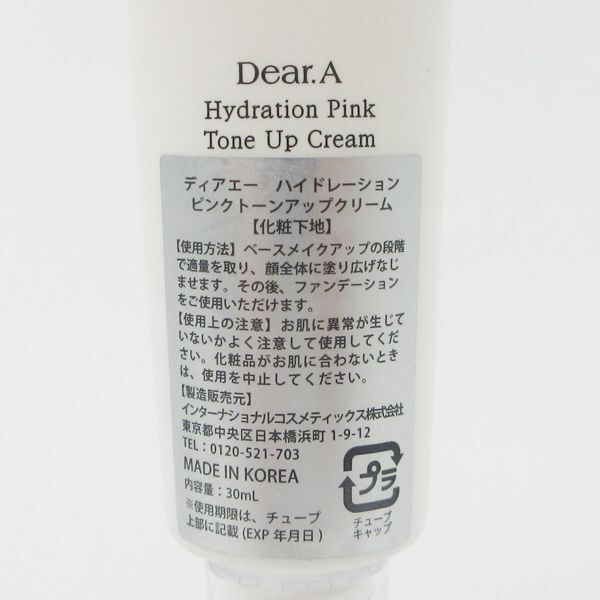 Dear.A
Hydration Pink
Tone Up Cream
ディアエー ハイドレーション
ピンクトーンアップクリーム
【化粧下地】
【使用方法】ベースメイクアップの段階
で適量を取り、顔全体に塗り広げなじ
ませます。その後、ファンデーション
をご使用いただけます。
【使用上の注意】お肌に異常が生じて
いないかよく注意して使用してくだ
さい。化粧品がお肌に合わないとき
は、使用を中止してください。
【製造販売元】
インターナショナルコスメティックス株式会社
東京都中央区日本橋浜町 1-9-12
TEL：0120-521-703
MADE IN KOREA
内容量：30mL
※使用期限は、チューブ
上部に記載 (EXP 年月日)
プラ
チューブ
キャップ